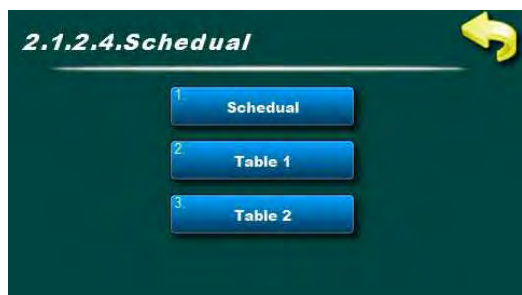 2.1.2.4.Schedual
1.
Schedual
2.
Table 1
3.
Table 2